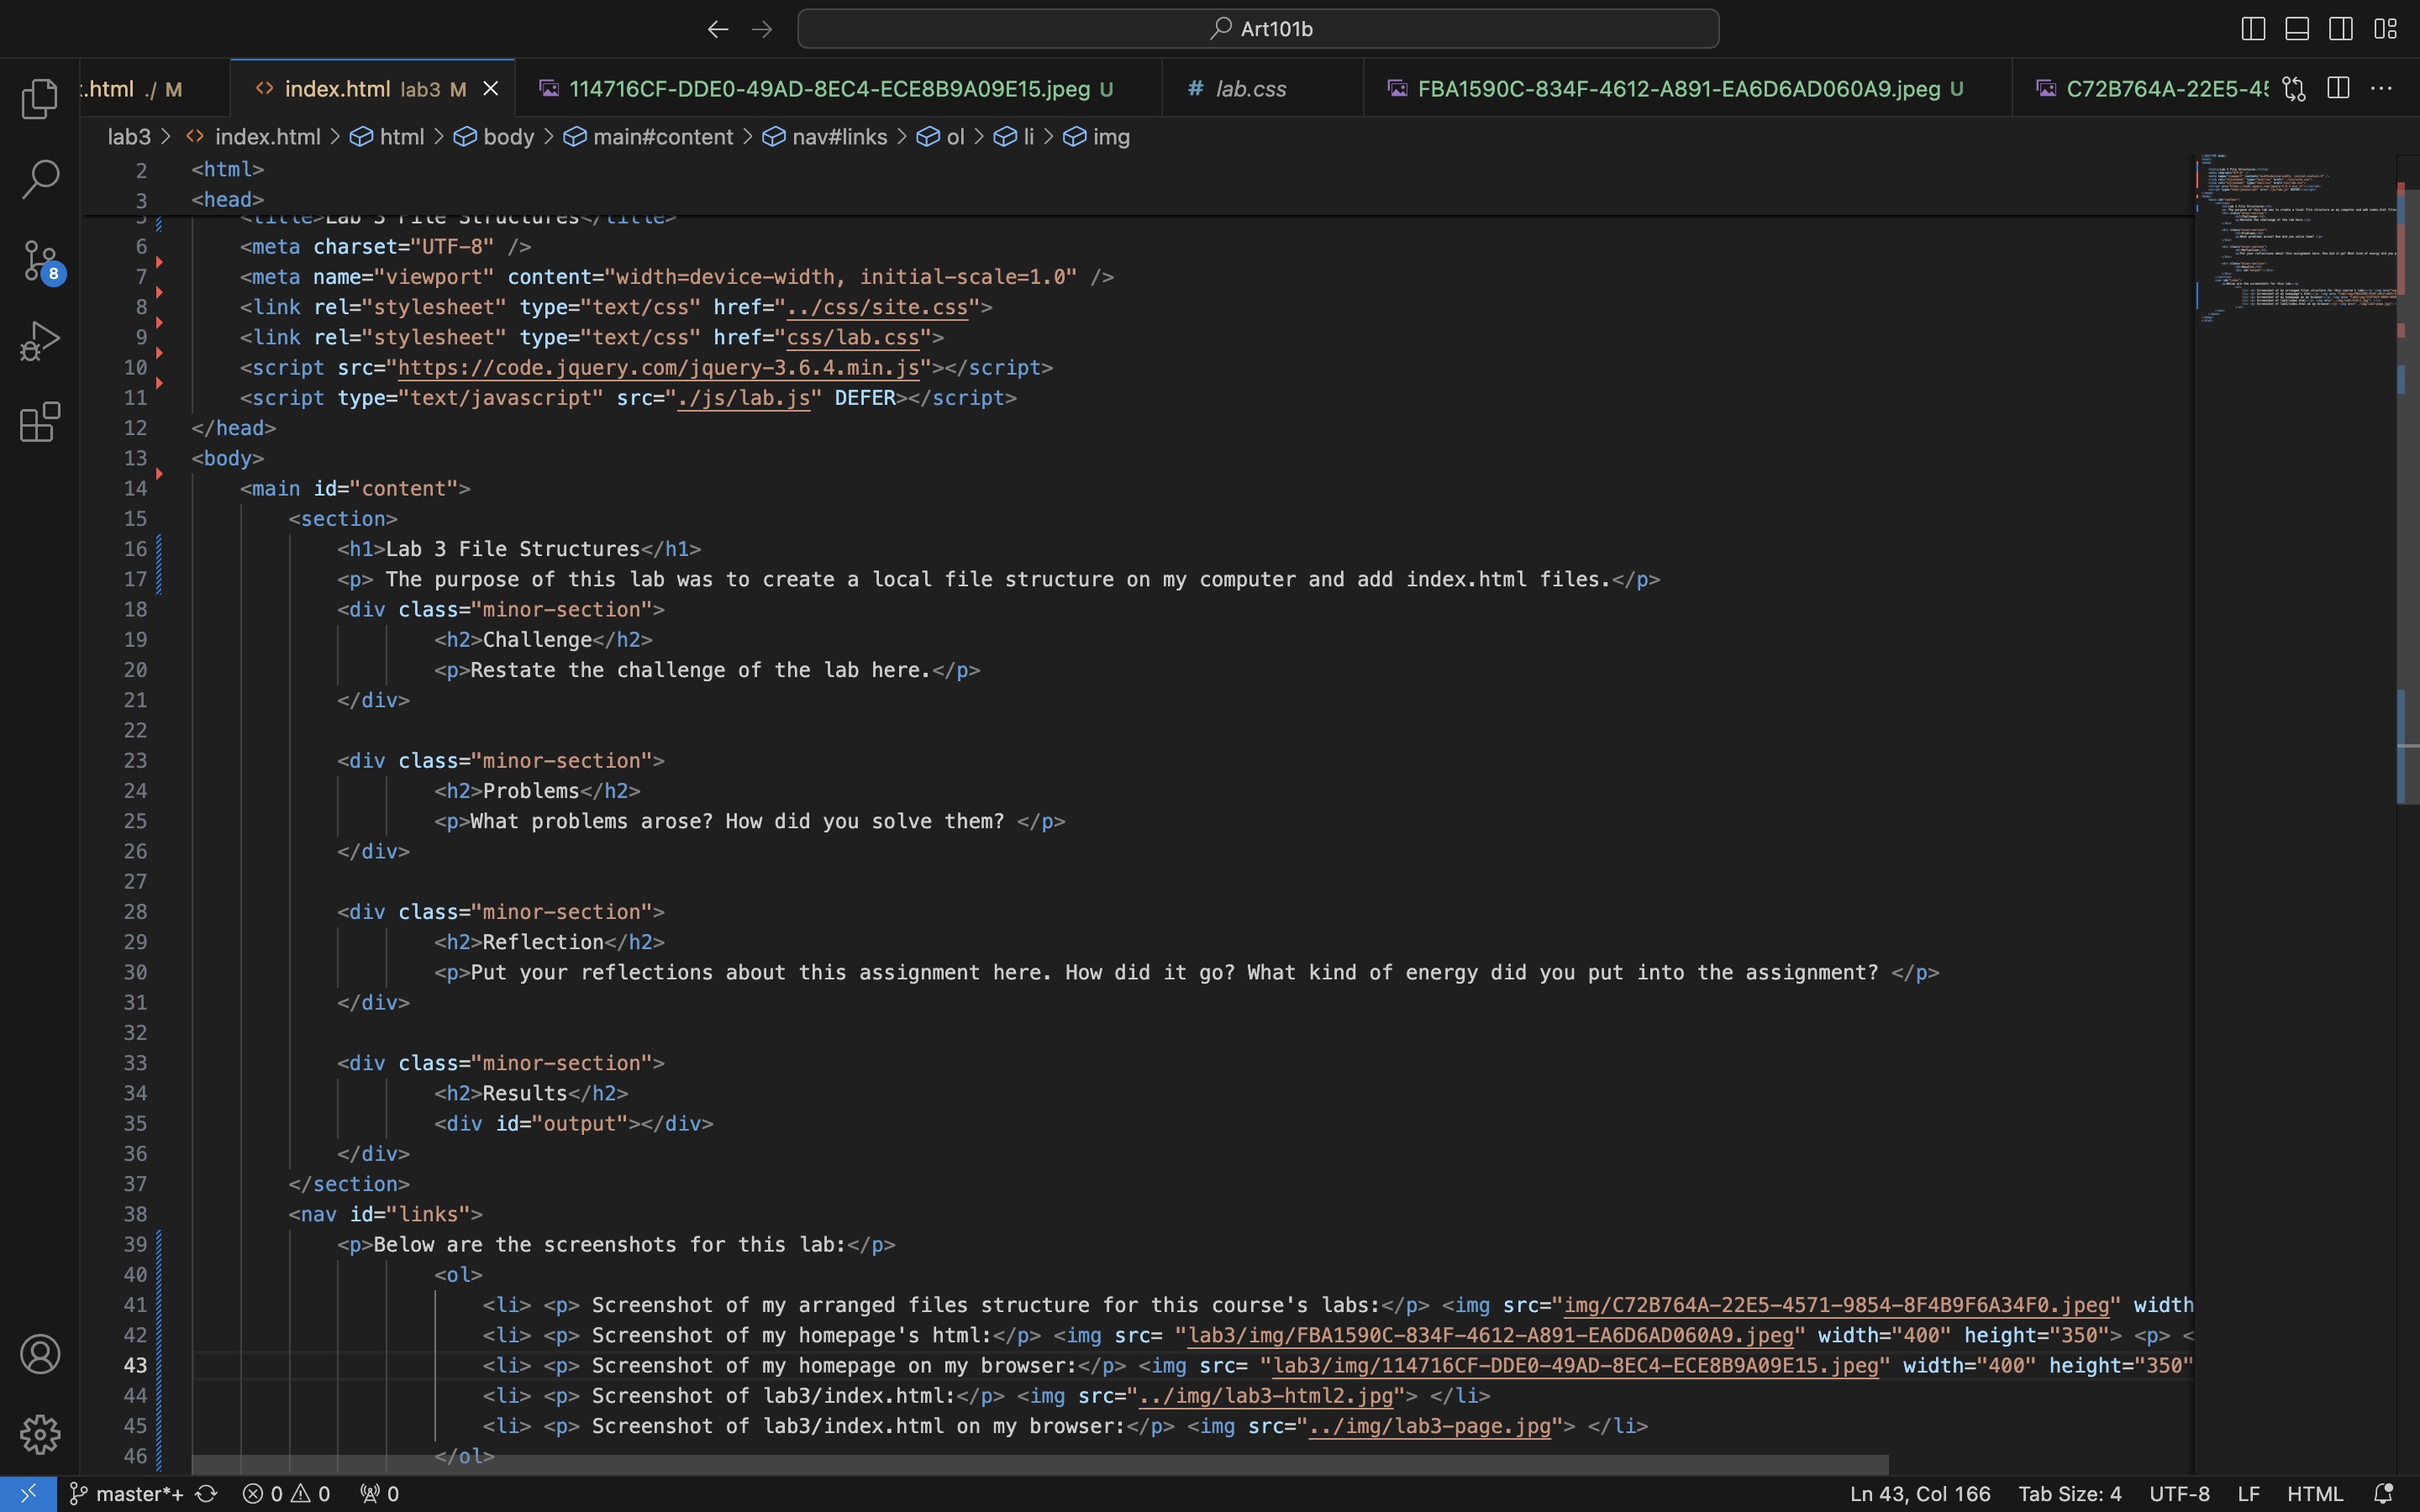 Art101b
.html ./ M
index.html lab3 M
114716CF-DDE0-49AD-8EC4-ECE8B9A09E15.jpeg U
# lab.css
FBA1590C-834F-4612-A891-EA6D6AD060A9.jpeg U
C72B764A-22E5-45
lab3 > index.html > html > body > main#content > nav#links > ol > li > img
2 <html>
3 <head>
5 <title>Lab 3 File Structures</title>
6 <meta charset="UTF-8" />
7 <meta name="viewport" content="width=device-width, initial-scale=1.0" />
8 <link rel="stylesheet" type="text/css" href="../css/site.css">
9 <link rel="stylesheet" type="text/css" href="css/lab.css">
10 <script src="https://code.jquery.com/jquery-3.6.4.min.js"></script>
11 <script type="text/javascript" src="./js/lab.js" DEFER></script>
12 </head>
13 <body>
14 <main id="content">
15 <section>
16 <h1>Lab 3 File Structures</h1>
17 <p> The purpose of this lab was to create a local file structure on my computer and add index.html files.</p>
18 <div class="minor-section">
19 <h2>Challenge</h2>
20 <p>Restate the challenge of the lab here.</p>
21 </div>
22
23 <div class="minor-section">
24 <h2>Problems</h2>
25 <p>What problems arose? How did you solve them? </p>
26 </div>
27
28 <div class="minor-section">
29 <h2>Reflection</h2>
30 <p>Put your reflections about this assignment here. How did it go? What kind of energy did you put into the assignment? </p>
31 </div>
32
33 <div class="minor-section">
34 <h2>Results</h2>
35 <div id="output"></div>
36 </div>
37 </section>
38 <nav id="links">
39 <p>Below are the screenshots for this lab:</p>
40 <ol>
41 <li> <p> Screenshot of my arranged files structure for this course's labs:</p> <img src="img/C72B764A-22E5-4571-9854-8F4B9F6A34F0.jpeg" width
42 <li> <p> Screenshot of my homepage's html:</p> <img src= "lab3/img/FBA1590C-834F-4612-A891-EA6D6AD060A9.jpeg" width="400" height="350"> <p> <
43 <li> <p> Screenshot of my homepage on my browser:</p> <img src= "lab3/img/114716CF-DDE0-49AD-8EC4-ECE8B9A09E15.jpeg" width="400" height="350"
44 <li> <p> Screenshot of lab3/index.html:</p> <img src="../img/lab3-html2.jpg"> </li>
45 <li> <p> Screenshot of lab3/index.html on my browser:</p> <img src="../img/lab3-page.jpg"> </li>
46 </ol>
8
master*+ 0 0 0 Ln 43, Col 166 Tab Size: 4 UTF-8 LF HTML